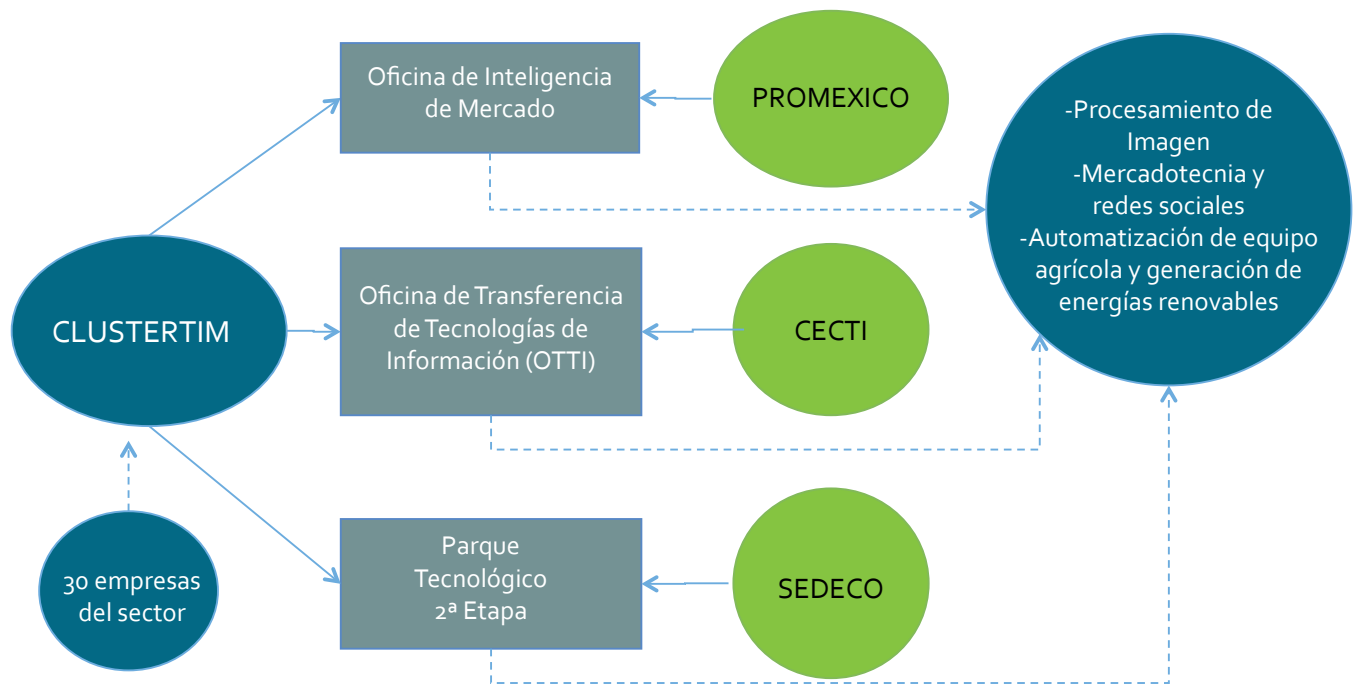 Oficina de Inteligencia
de Mercado
PROMEXICO
-Procesamiento de
Imagen
-Mercadotecnia y
redes sociales
-Automatización de equipo
agrícola y generación de
energías renovables
CLUSTERTIM
Oficina de Transferencia
de Tecnologías de
Información (OTTI)
CECTI
30 empresas
del sector
Parque
Tecnológico
2ª Etapa
SEDECO